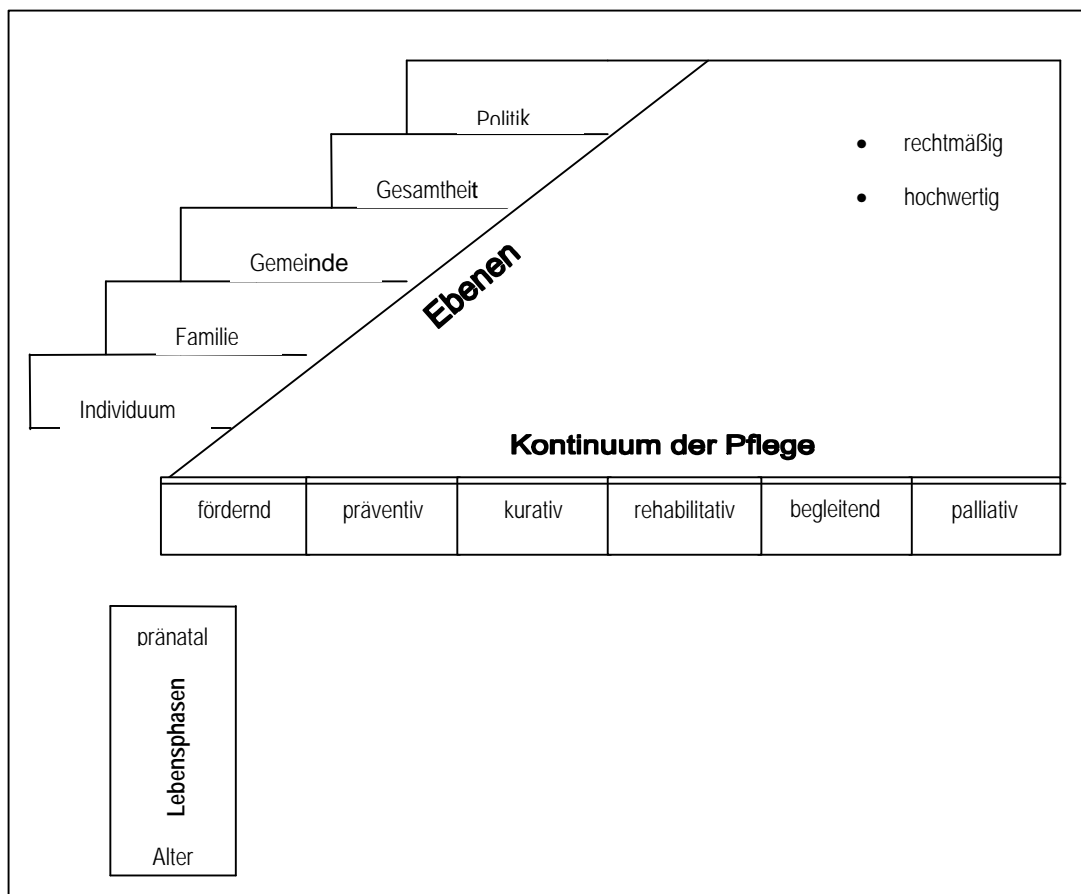 Politik
rechtmäßig
Gesamtheit
hochwertig
Gemeinde
Ebenen
Familie
Individuum
Kontinuum der Pflege
fördernd präventiv kurativ rehabilitativ begleitend palliativ
pränatal
Lebensphasen
Alter